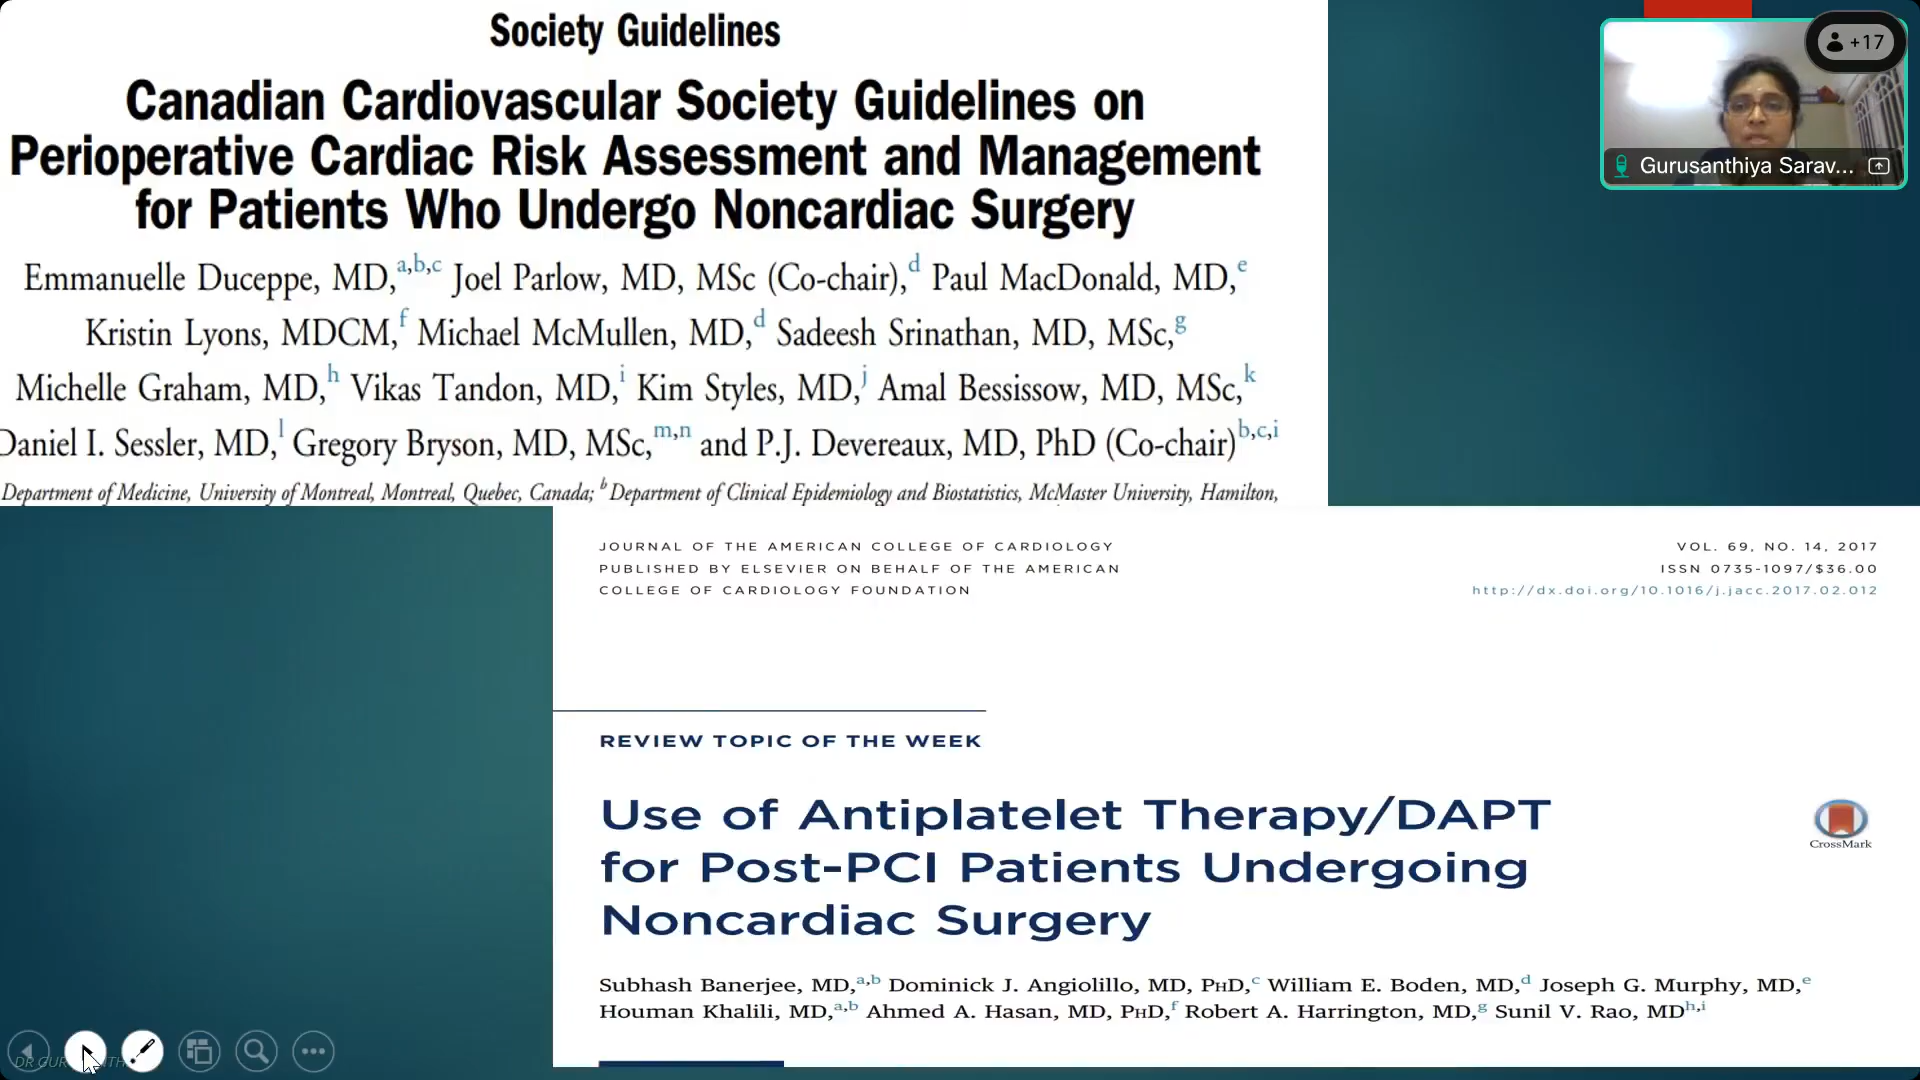 Society Guidelines
Canadian Cardiovascular Society Guidelines on
Perioperative Cardiac Risk Assessment and Management
for Patients Who Undergo Noncardiac Surgery
Emmanuelle Duceppe, MD,a,b,c Joel Parlow, MD, MSc (Co-chair),d Paul MacDonald, MD,e
Kristin Lyons, MDCM,f Michael McMullen, MD,d Sadeesh Srinathan, MD, MSc,g
Michelle Graham, MD,h Vikas Tandon, MD,i Kim Styles, MD,j Amal Bessissow, MD, MSc,k
Daniel I. Sessler, MD,l Gregory Bryson, MD, MSc,m,n and P.J. Devereaux, MD, PhD (Co-chair)b,c,i
Department of Medicine, University of Montreal, Montreal, Quebec, Canada; b Department of Clinical Epidemiology and Biostatistics, McMaster University, Hamilton,
+17
Gurusanthiya Sarav...
JOURNAL OF THE AMERICAN COLLEGE OF CARDIOLOGY
PUBLISHED BY ELSEVIER ON BEHALF OF THE AMERICAN
COLLEGE OF CARDIOLOGY FOUNDATION
VOL. 69, NO. 14, 2017
ISSN 0735-1097/$36.00
http://dx.doi.org/10.1016/j.jacc.2017.02.012
REVIEW TOPIC OF THE WEEK
Use of Antiplatelet Therapy/DAPT
for Post-PCI Patients Undergoing
Noncardiac Surgery
CrossMark
Subhash Banerjee, MD,a,b Dominick J. Angiolillo, MD, PHD,c William E. Boden, MD,d Joseph G. Murphy, MD,e
Houman Khalili, MD,a,b Ahmed A. Hasan, MD, PHD,f Robert A. Harrington, MD,g Sunil V. Rao, MDh,i
DR